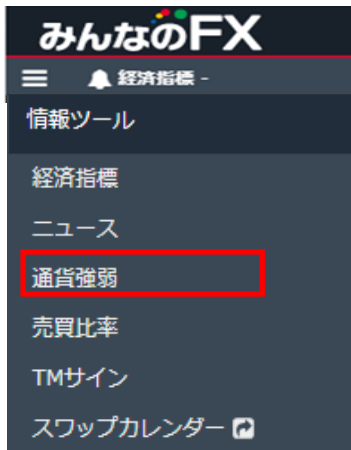 みんなのFX
経済指標 -
情報ツール
経済指標
ニュース
通貨強弱
売買比率
TMサイン
スワップカレンダー